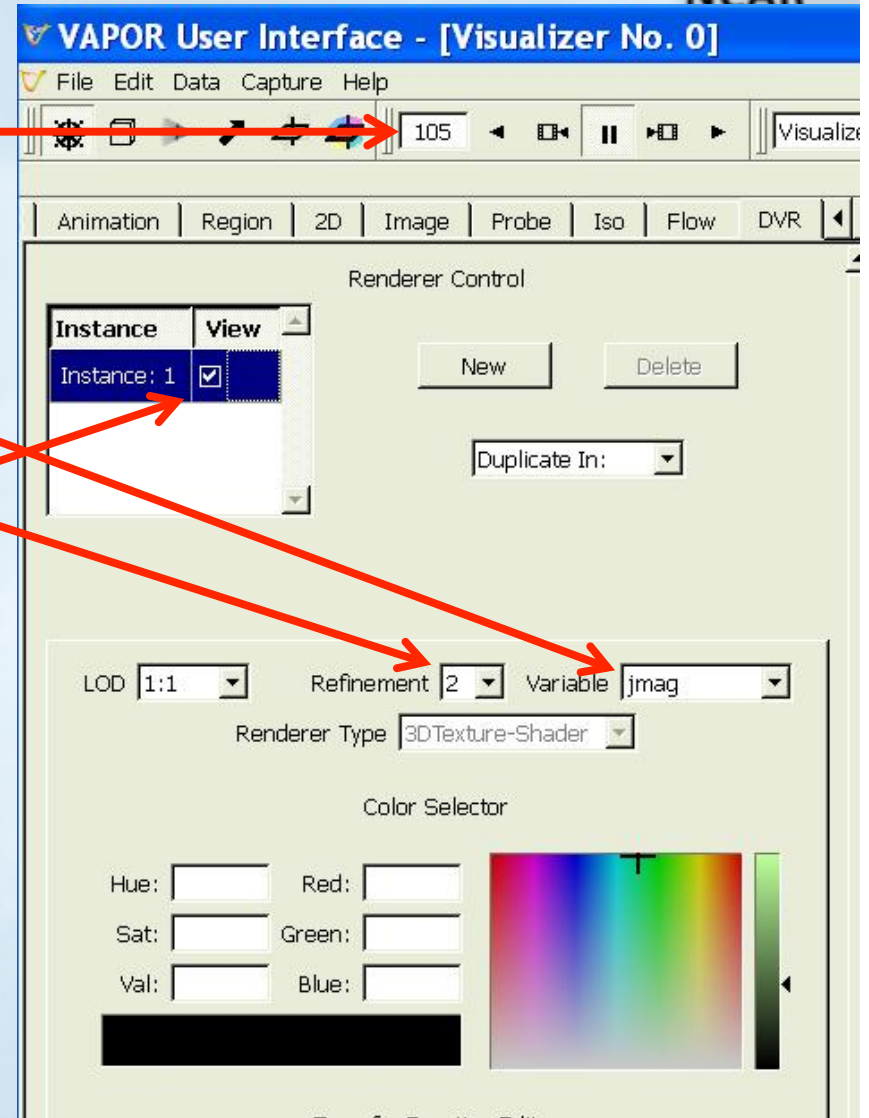 VAPOR User Interface - [Visualizer No. 0]
File Edit Data Capture Help
105
Animation Region 2D Image Probe Iso Flow DVR
Renderer Control
Instance View
Instance: 1
New Delete
Duplicate In:
LOD 1:1 Refinement 2 Variable jmag
Renderer Type 3DTexture-Shader
Color Selector
Hue: Red:
Sat: Green:
Val: Blue: